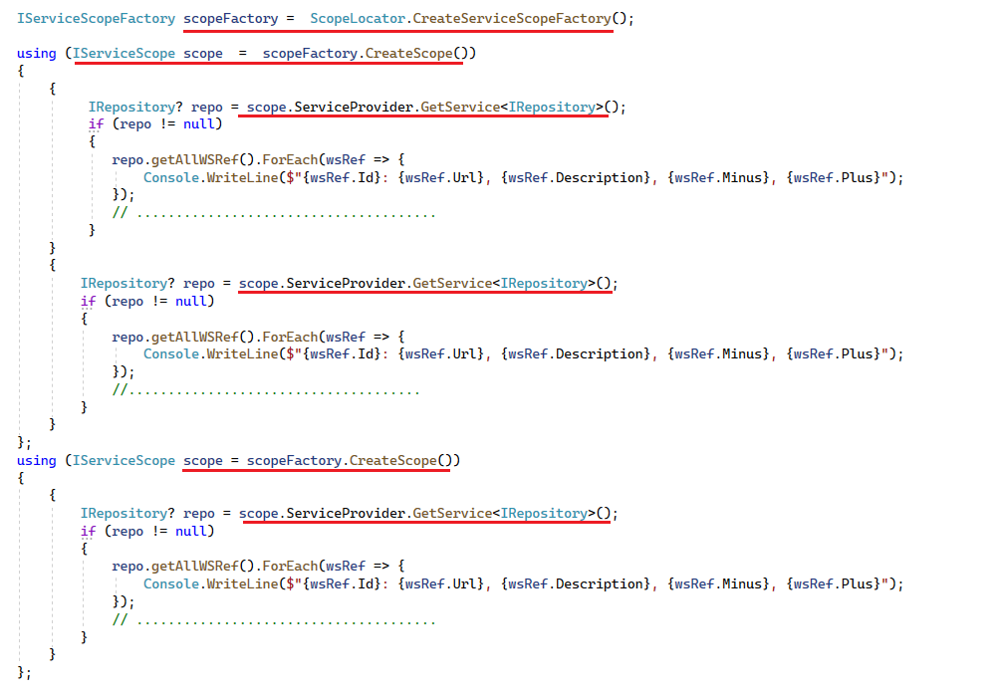 IServiceScopeFactory scopeFactory =  ScopeLocator.CreateServiceScopeFactory();
using (IServiceScope scope  =  scopeFactory.CreateScope())
{
{
IRepository? repo = scope.ServiceProvider.GetService<IRepository>();
if (repo != null)
{
repo.getAllWSRef().ForEach(wsRef => {
Console.WriteLine($"{wsRef.Id}: {wsRef.Url}, {wsRef.Description}, {wsRef.Minus}, {wsRef.Plus}");
});
// ......................................
}
}
{
IRepository? repo = scope.ServiceProvider.GetService<IRepository>();
if (repo != null)
{
repo.getAllWSRef().ForEach(wsRef => {
Console.WriteLine($"{wsRef.Id}: {wsRef.Url}, {wsRef.Description}, {wsRef.Minus}, {wsRef.Plus}");
});
//.....................................
}
}
};
using (IServiceScope scope = scopeFactory.CreateScope())
{
{
IRepository? repo = scope.ServiceProvider.GetService<IRepository>();
if (repo != null)
{
repo.getAllWSRef().ForEach(wsRef => {
Console.WriteLine($"{wsRef.Id}: {wsRef.Url}, {wsRef.Description}, {wsRef.Minus}, {wsRef.Plus}");
});
// ......................................
}
}
};